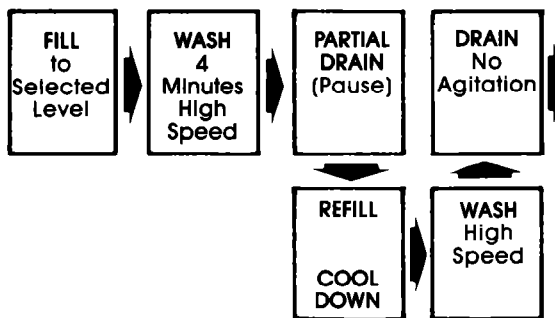 FILL
to
Selected
Level
WASH
4
Minutes
High
Speed
PARTIAL
DRAIN
(Pause)
REFILL
COOL
DOWN
WASH
High
Speed
DRAIN
No
Agitation